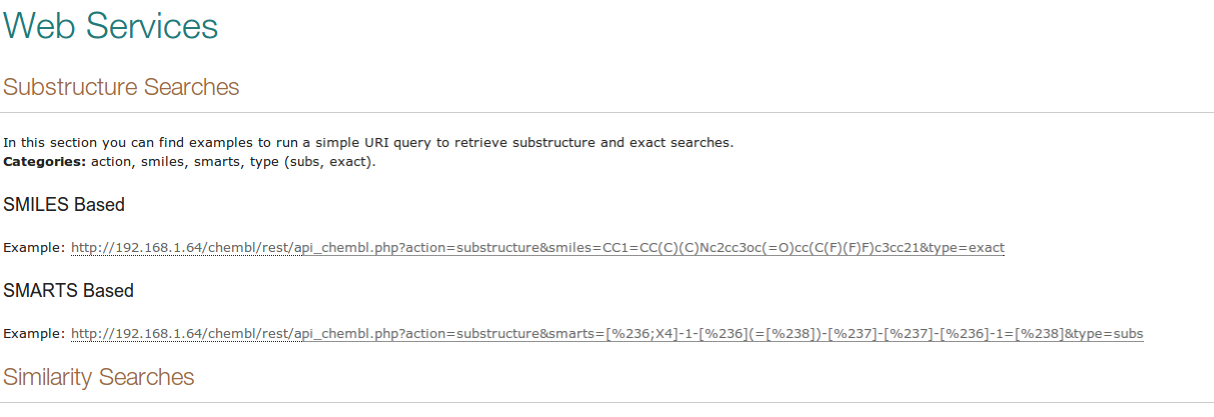 Web Services
Substructure Searches
In this section you can find examples to run a simple URI query to retrieve substructure and exact searches.
Categories: action, smiles, smarts, type (subs, exact).
SMILES Based
Example: http://192.168.1.64/chembl/rest/api_chembl.php?action=substructure&smiles=CC1=CC(C)(C)Nc2cc3oc(=O)cc(C(F)(F)F)c3cc21&type=exact
SMARTS Based
Example: http://192.168.1.64/chembl/rest/api_chembl.php?action=substructure&smarts=[%236;X4]-1-[%236](=[%238])-[%237]-[%237]-[%236]-1=[%238]&type=subs
Similarity Searches